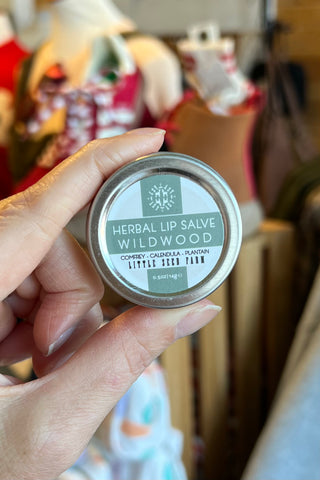 HERBAL LIP SALVE
WILDWOOD
COMFREY - CALENDULA - PLANTAIN
LITTLE SEED FARM
0.5oz|14g